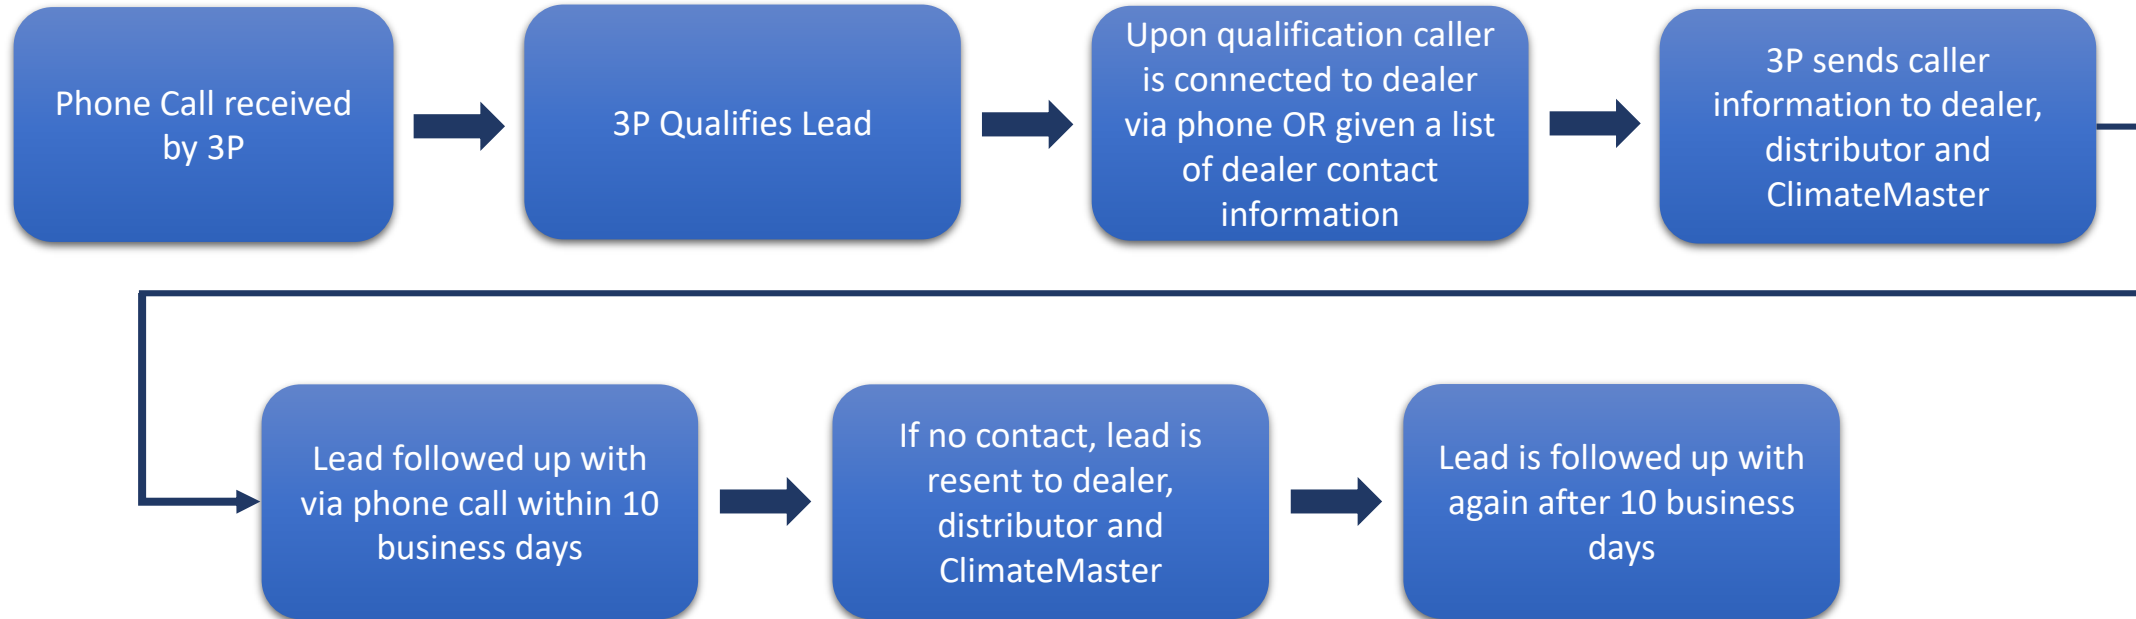 Phone Call received
by 3P
3P Qualifies Lead
Upon qualification caller
is connected to dealer
via phone OR given a list
of dealer contact
information
3P sends caller
information to dealer,
distributor and
ClimateMaster
Lead followed up with
via phone call within 10
business days
If no contact, lead is
resent to dealer,
distributor and
ClimateMaster
Lead is followed up with
again after 10 business
days